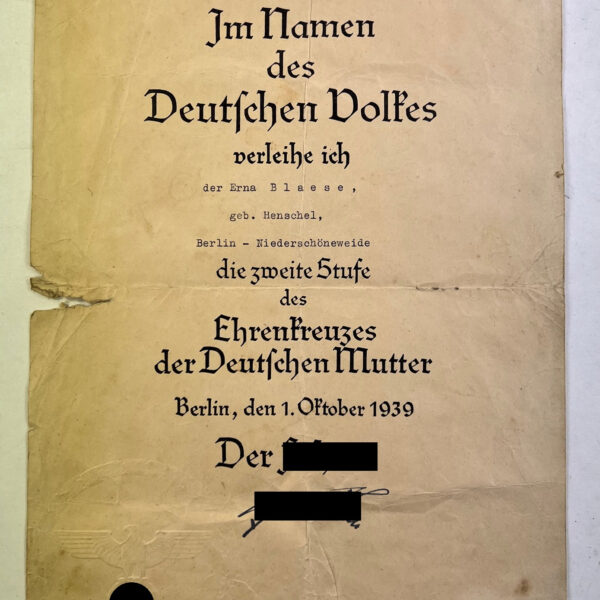 Im Namen
des
Deutschen Volkes
verleihe ich
der Erna B l a e s e ,
geb. Henschel,
Berlin - Niederschöneweide
die zweite Stufe
des
Ehrenkreuzes
der Deutschen Mutter
Berlin, den 1. Oktober 1939
Der